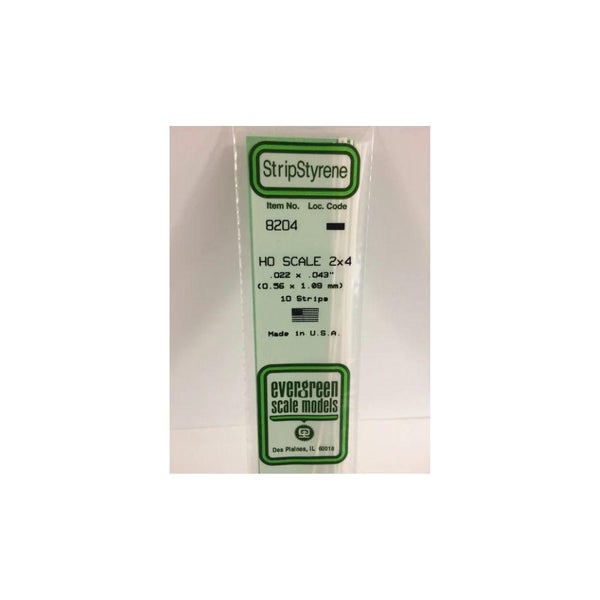 StripStyrene
Item No. Loc. Code
8204
HO SCALE 2x4
.022 x .043"
(0.56 x 1.09 mm)
10 Strips
Made in U.S.A.
evergreen
scale models
Des Plaines, IL 60018